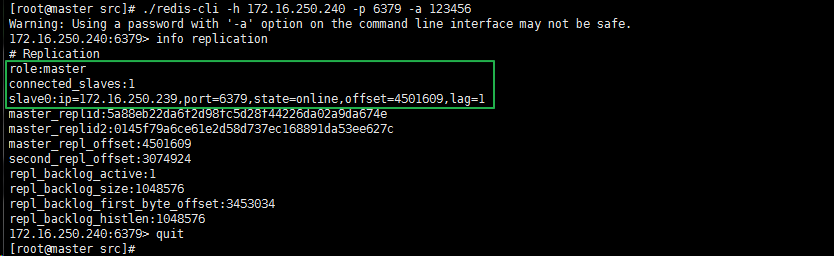 [root@master src]# ./redis-cli -h 172.16.250.240 -p 6379 -a 123456
Warning: Using a password with '-a' option on the command line interface may not be safe.
172.16.250.240:6379> info replication
# Replication
role:master
connected_slaves:1
slave0:ip=172.16.250.239,port=6379,state=online,offset=4501609,lag=1
master_replid:5a88eb22da6f2d98fc5d28f44226da02a9da674e
master_replid2:0145f79a6ce61e2d58d737ec168891da53ee627c
master_repl_offset:4501609
second_repl_offset:3074924
repl_backlog_active:1
repl_backlog_size:1048576
repl_backlog_first_byte_offset:3453034
repl_backlog_histlen:1048576
172.16.250.240:6379> quit
[root@master src]#